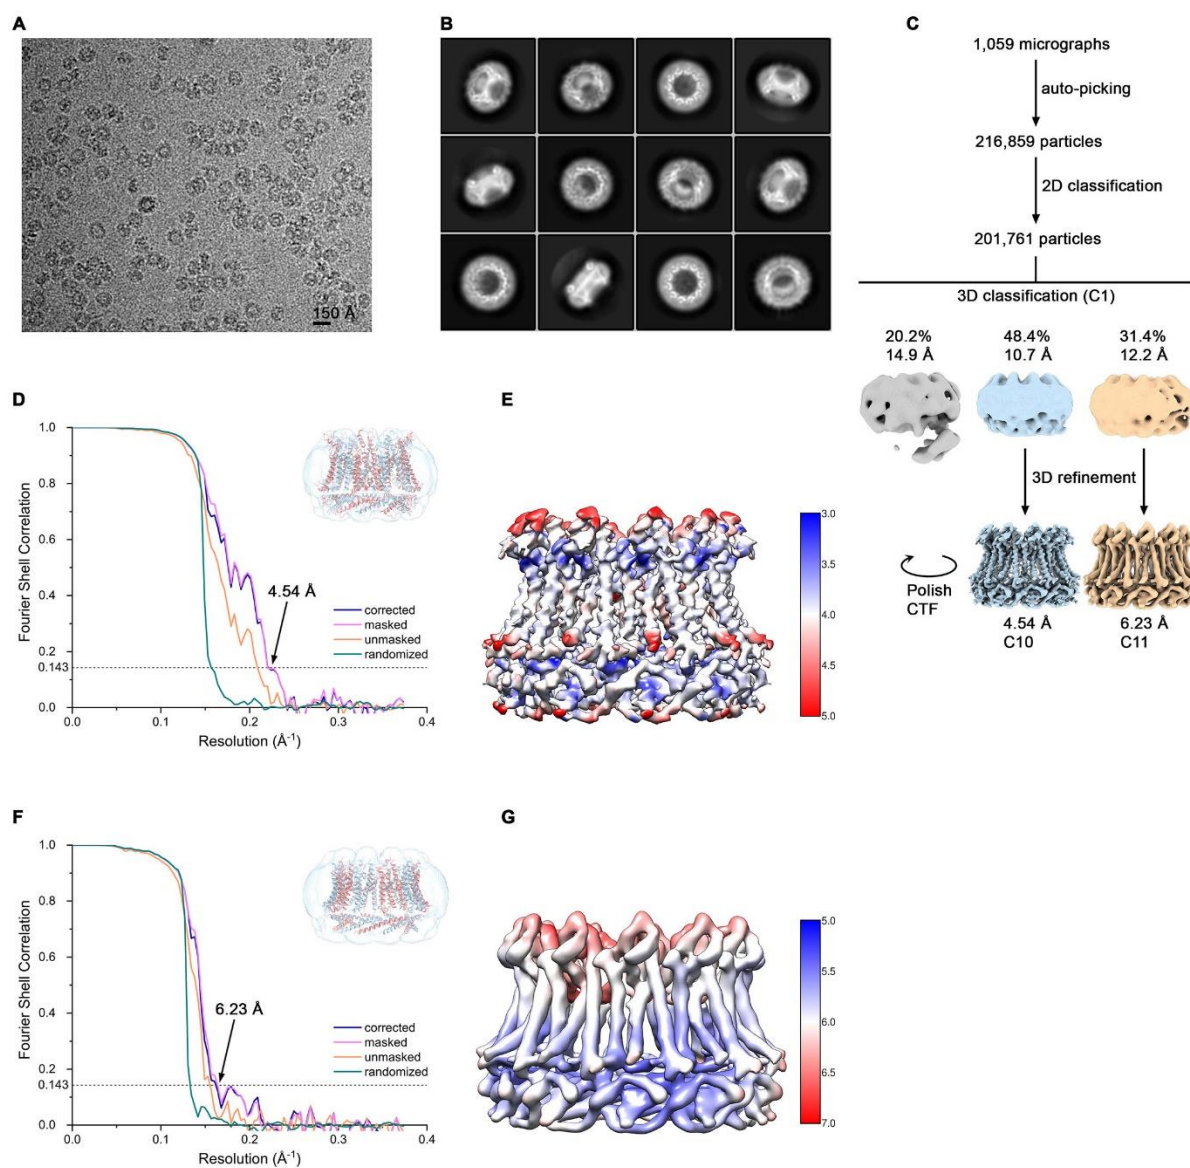 A
150 Å
B
C
1,059 micrographs
auto-picking
216,859 particles
2D classification
201,761 particles
3D classification (C1)
20.2%
14.9 Å
48.4%
10.7 Å
31.4%
12.2 Å
3D refinement
Polish
CTF
4.54 Å
C10
6.23 Å
C11
D
Fourier Shell Correlation
1.0
0.8
0.6
0.4
0.2
0.143
0.0
4.54 Å
corrected
masked
unmasked
randomized
0.0 0.1 0.2 0.3 0.4
Resolution (Å⁻¹)
E
3.0
3.5
4.0
4.5
5.0
F
Fourier Shell Correlation
1.0
0.8
0.6
0.4
0.2
0.143
0.0
6.23 Å
corrected
masked
unmasked
randomized
0.0 0.1 0.2 0.3 0.4
Resolution (Å⁻¹)
G
5.0
5.5
6.0
6.5
7.0